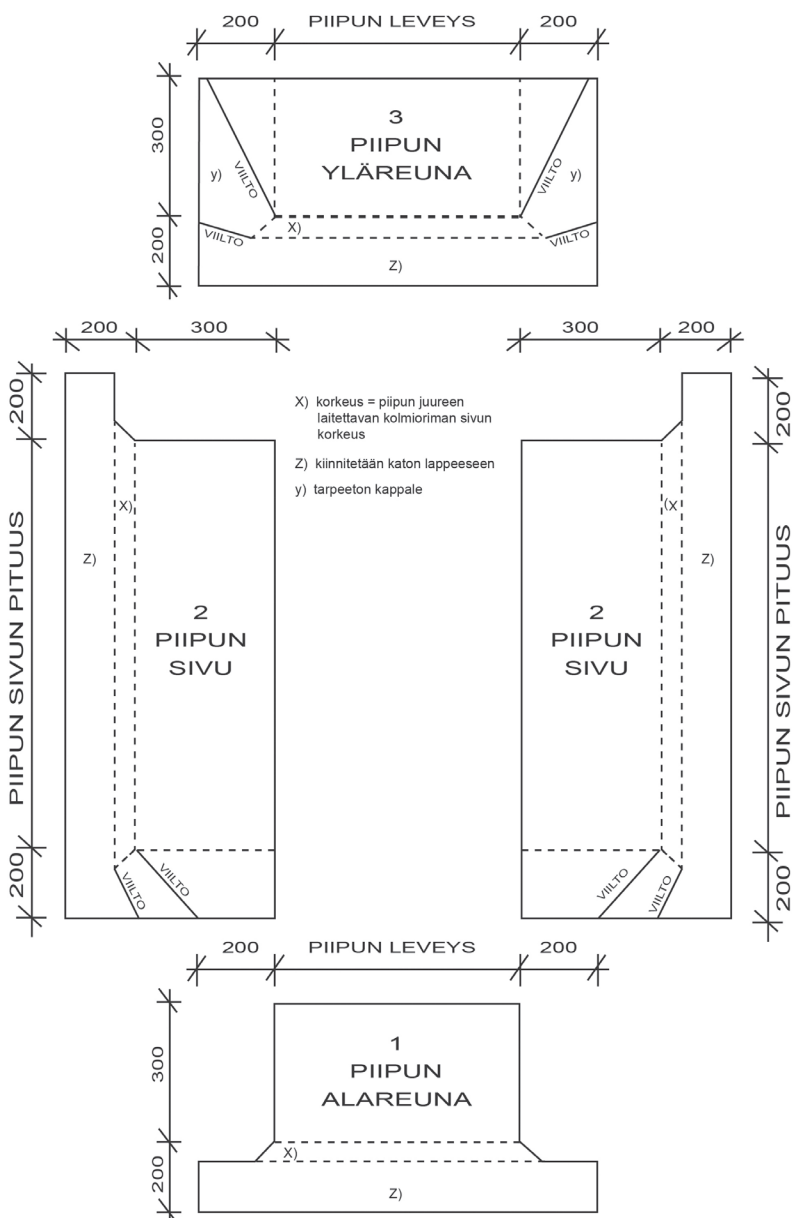 200 PIIPUN LEVEYS 200
300
200
3
PIIPUN
YLÄREUNA
y)
VIILTO
VIILTO
y)
VIILTO
X)
VIILTO
Z)
200 300
200
PIIPUN SIVUN PITUUS
200
X)
Z)
2
PIIPUN
SIVU
VIILTO
VIILTO
X) korkeus = piipun juureen
laitettavan kolmioriman sivun
korkeus
Z) kiinnitetään katon lappeeseen
y) tarpeeton kappale
300 200
200
PIIPUN SIVUN PITUUS
200
(X
Z)
2
PIIPUN
SIVU
VIILTO
VIILTO
200 PIIPUN LEVEYS 200
300
200
1
PIIPUN
ALAREUNA
X)
Z)